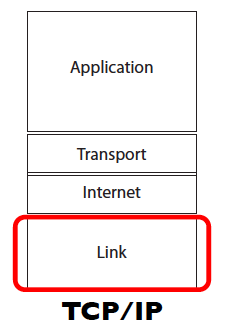 Application
Transport
Internet
Link
TCP/IP